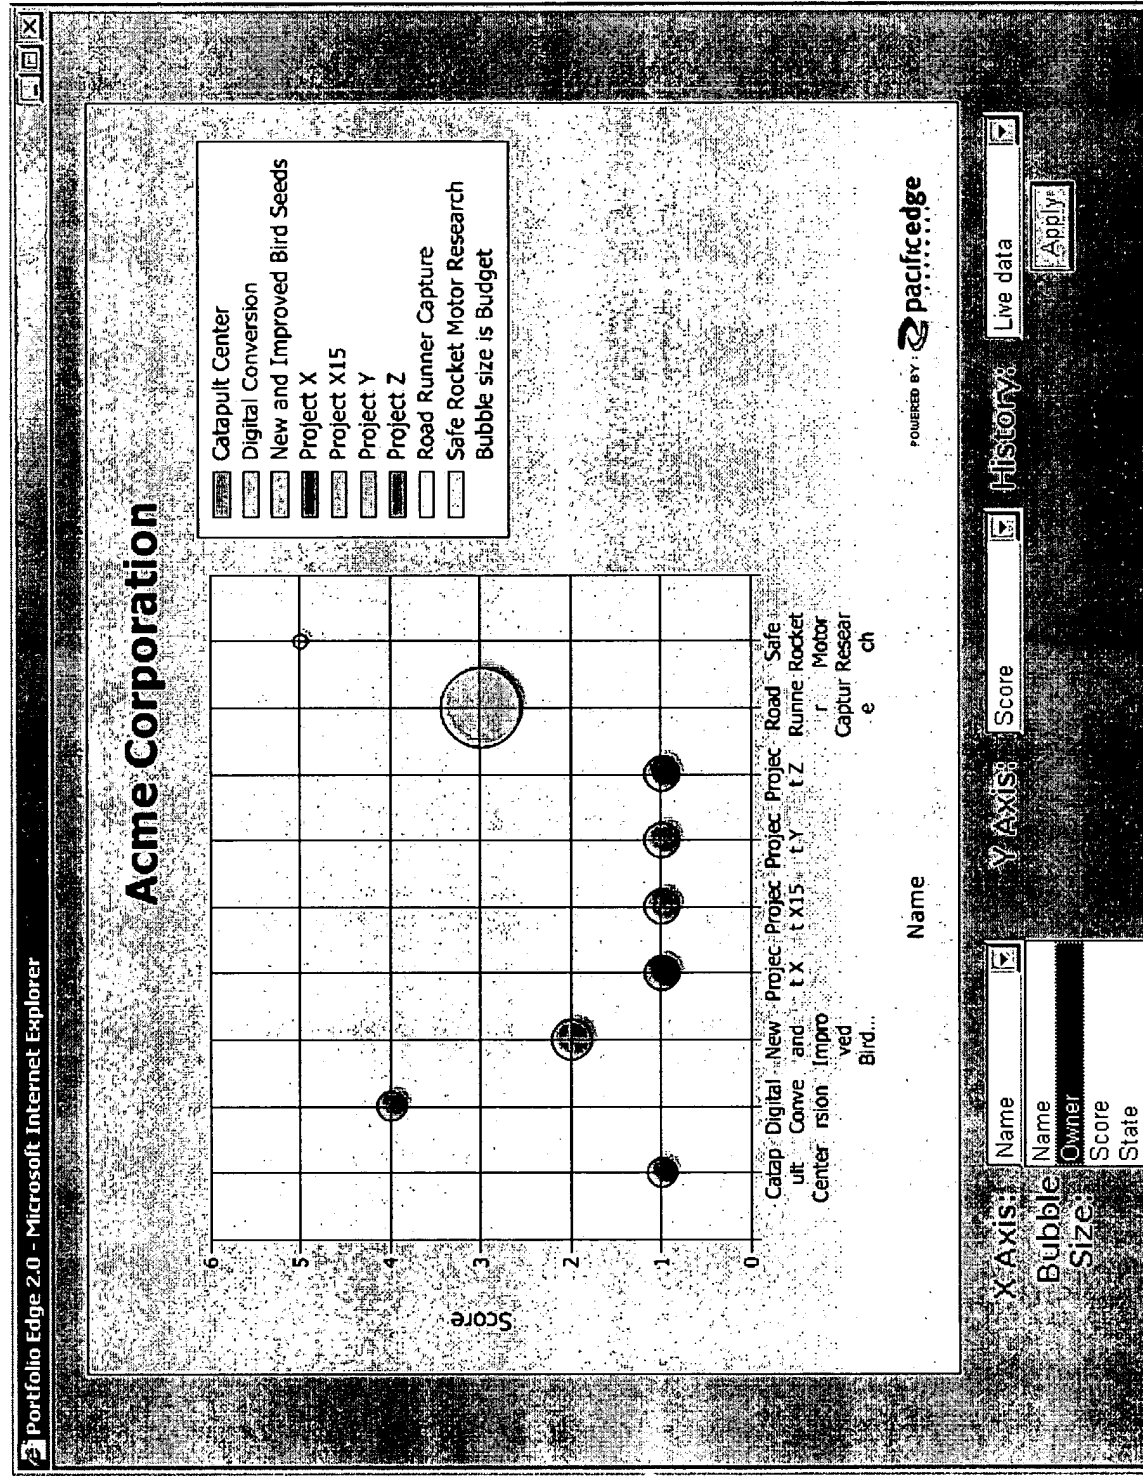 Portfolio Edge 2.0 - Microsoft Internet Explorer
Acme Corporation
6
5
4
3
2
1
0
Score
Catap
ult
Center
Digital
Conve
rsion
New
and
Impro
ved
Bird...
Projec
t X
Projec
t X15
Projec
t Y
Projec
t Z
Road
Runne
r
Captur
e
Safe
Rocket
Motor
Resear
ch
Name
Catapult Center
Digital Conversion
New and Improved Bird Seeds
Project X
Project X15
Project Y
Project Z
Road Runner Capture
Safe Rocket Motor Research
Bubble size is Budget
POWERED BY: pacificedge
X Axis: Name
Y Axis: Score
History: Live data
Bubble
Size:
Name
Owner
Score
State
Apply